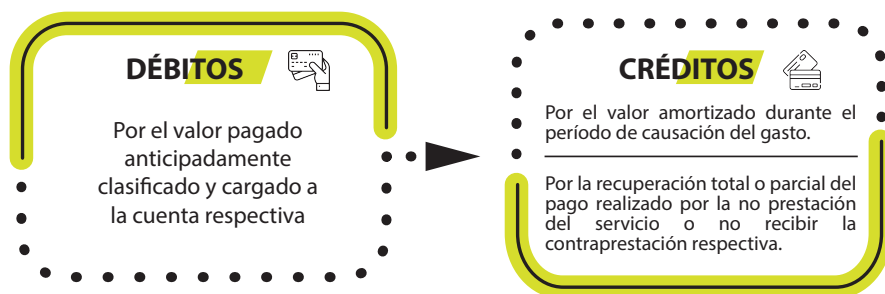 DÉBITOS
Por el valor pagado
anticipadamente
clasificado y cargado a
la cuenta respectiva
CRÉDITOS
Por el valor amortizado durante el
período de causación del gasto.
Por la recuperación total o parcial del
pago realizado por la no prestación
del servicio o no recibir la
contraprestación respectiva.